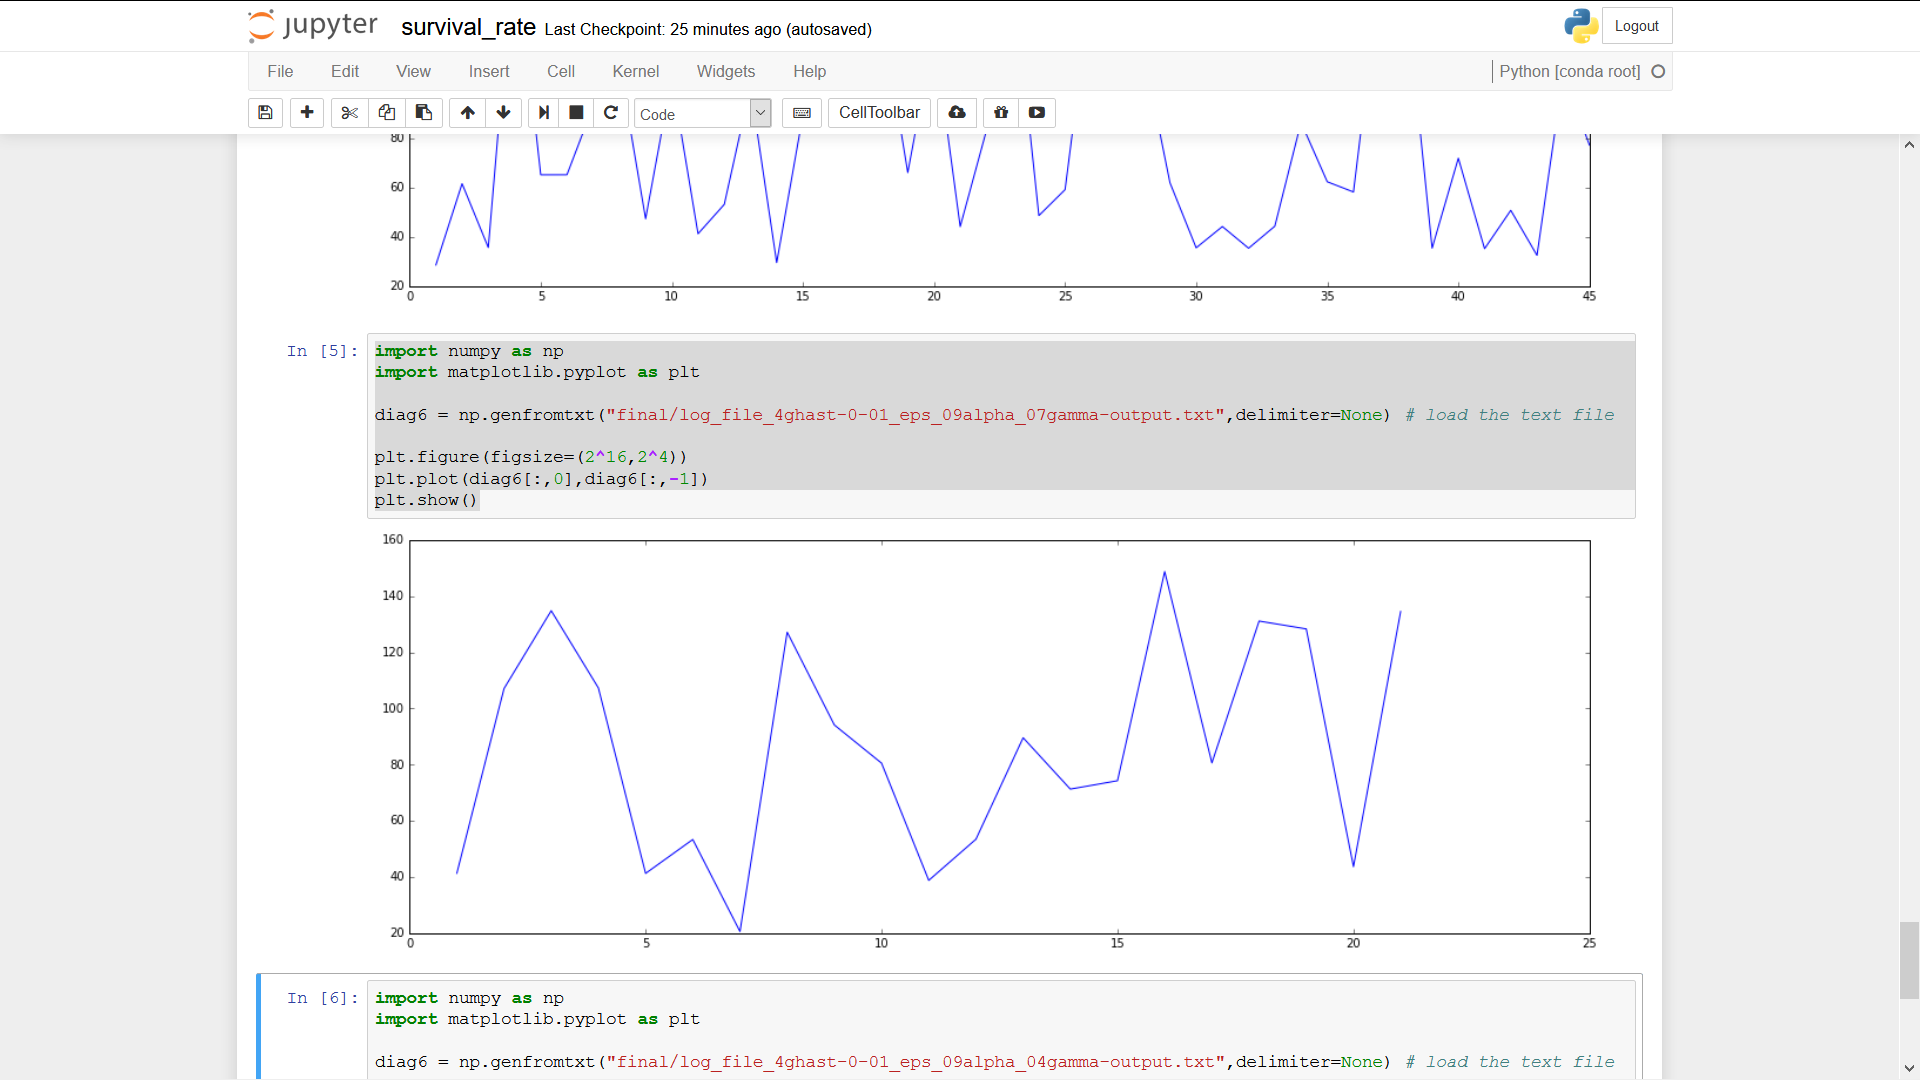 jupyter survival_rate Last Checkpoint: 25 minutes ago (autosaved) Logout
File Edit View Insert Cell Kernel Widgets Help Python [conda root]
Code CellToolbar
80
60
40
20
0 5 10 15 20 25 30 35 40 45
In [5]: import numpy as np
import matplotlib.pyplot as plt
diag6 = np.genfromtxt("final/log_file_4ghast-0-01_eps_09alpha_07gamma-output.txt",delimiter=None) # load the text file
plt.figure(figsize=(2^16,2^4))
plt.plot(diag6[:,0],diag6[:,-1])
plt.show()
160
140
120
100
80
60
40
20
0 5 10 15 20 25
In [6]: import numpy as np
import matplotlib.pyplot as plt
diag6 = np.genfromtxt("final/log_file_4ghast-0-01_eps_09alpha_04gamma-output.txt",delimiter=None) # load the text file